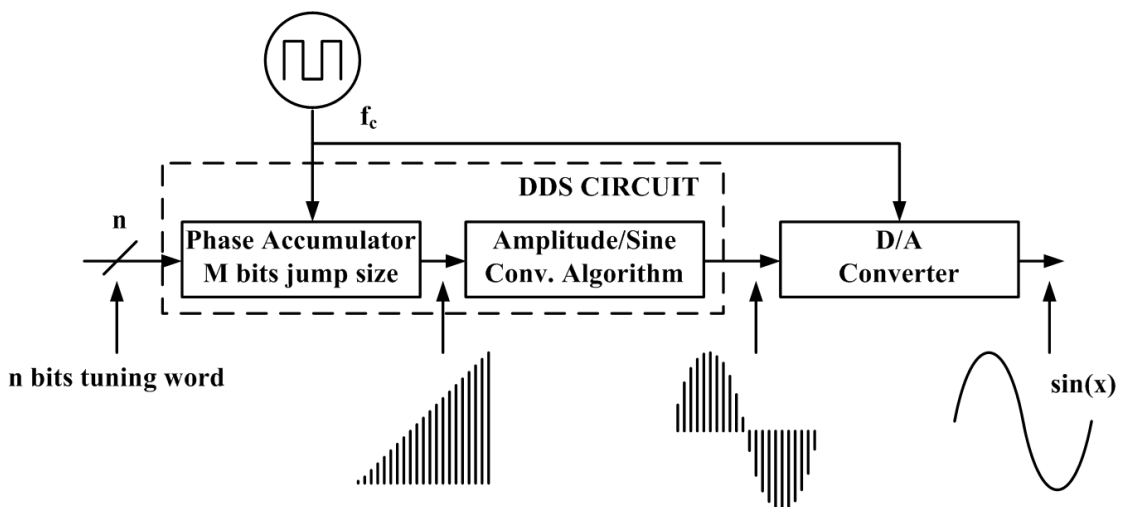 f_c
DDS CIRCUIT
n
Phase Accumulator
M bits jump size
Amplitude/Sine
Conv. Algorithm
D/A
Converter
n bits tuning word
sin(x)